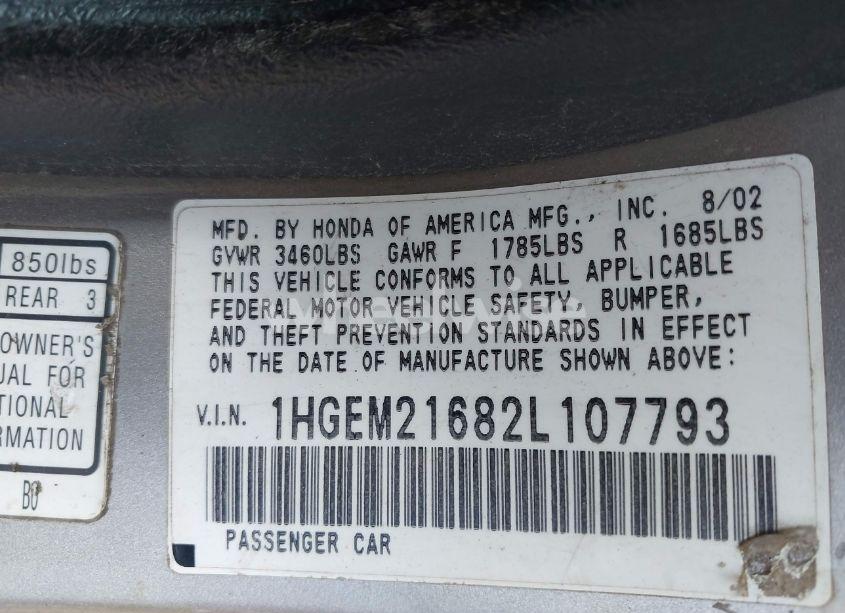 850lbs
REAR 3
OWNER'S
UAL FOR
TIONAL
RMATION
B0
MFD. BY HONDA OF AMERICA MFG., INC. 8/02
GVWR 3460LBS GAWR F 1785LBS R 1685LBS
THIS VEHICLE CONFORMS TO ALL APPLICABLE
FEDERAL MOTOR VEHICLE SAFETY, BUMPER,
AND THEFT PREVENTION STANDARDS IN EFFECT
ON THE DATE OF MANUFACTURE SHOWN ABOVE:
V.I.N. 1HGEM21682L107793
PASSENGER CAR